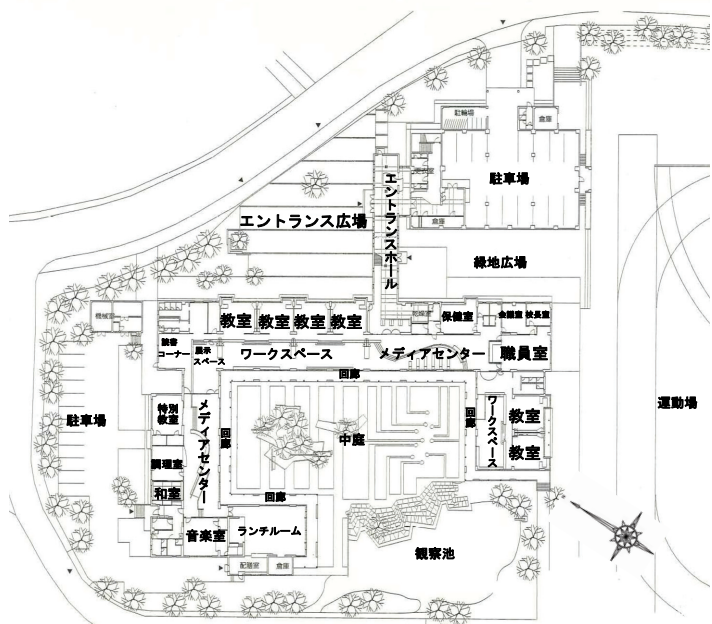 駐輪場
倉庫
駐車場
エントランスホール
エントランス広場
倉庫
緑地広場
機械室
教室
教室
教室
教室
保健室
会議室
校長室
読書
コーナー
展示
スペース
ワークスペース
メディアセンター
職員室
回廊
駐車場
特別
教室
メディアセンター
回廊
中庭
回廊
ワークスペース
教室
教室
運動場
調理室
和室
回廊
音楽室
ランチルーム
観察池
配膳室
倉庫